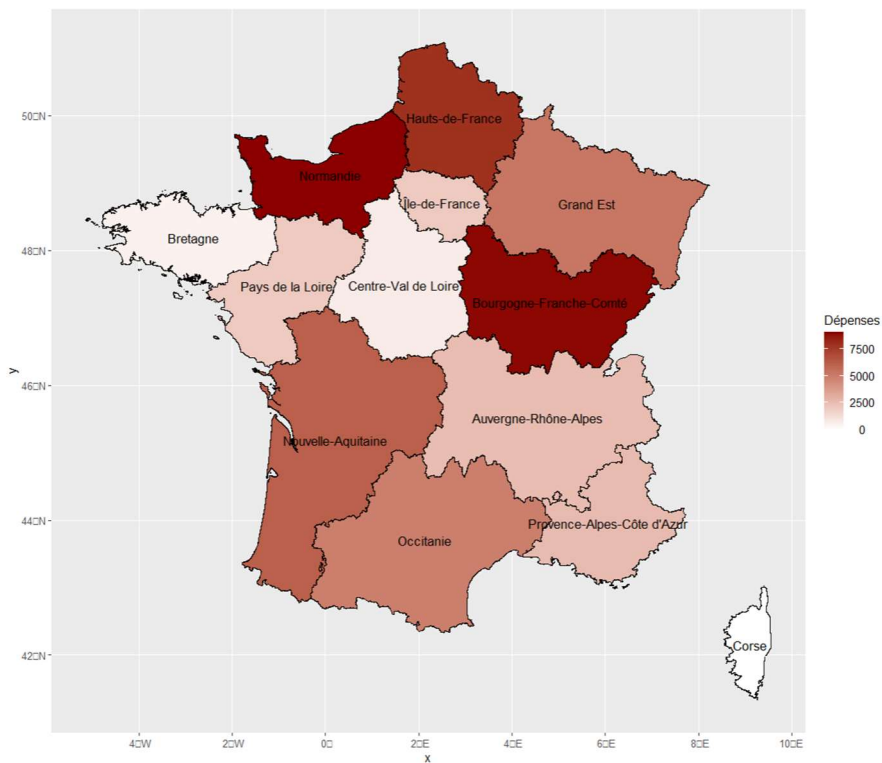 50□N
48□N
46□N
44□N
42□N
y
Hauts-de-France
Normandie
Île-de-France
Grand Est
Bretagne
Pays de la Loire
Centre-Val de Loire
Bourgogne-Franche-Comté
Auvergne-Rhône-Alpes
Nouvelle-Aquitaine
Provence-Alpes-Côte d'Azur
Occitanie
Corse
4□W 2□W 0□ 2□E 4□E 6□E 8□E 10□E
x
Dépenses
7500
5000
2500
0